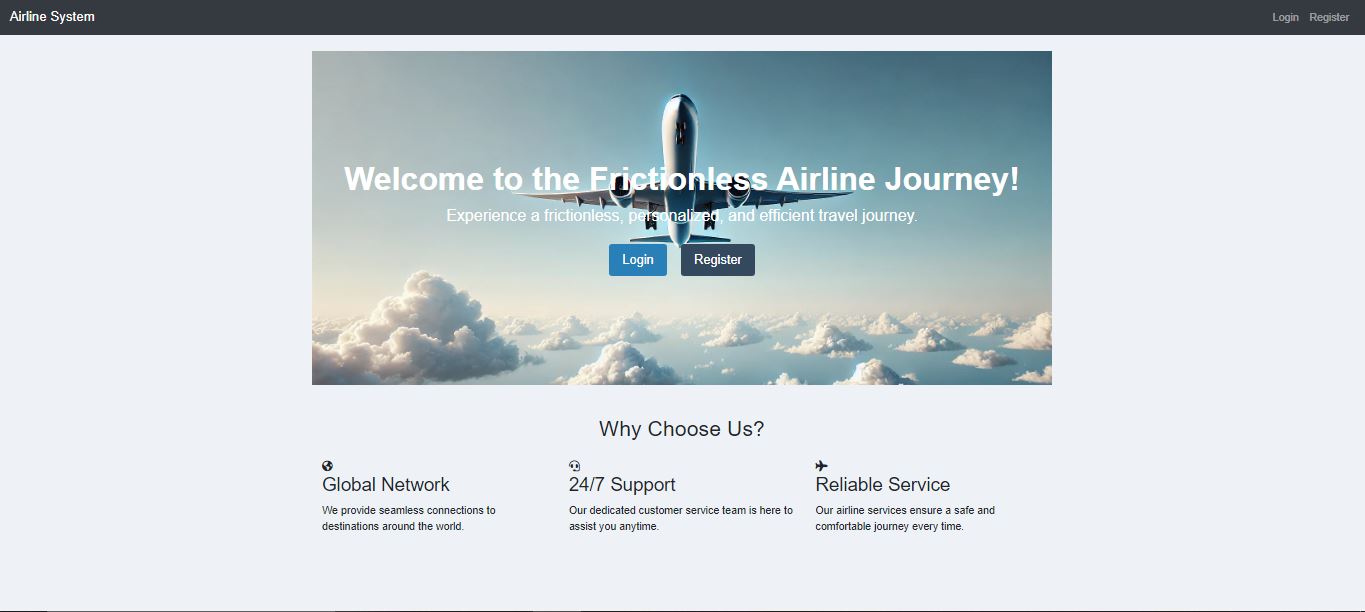 Airline System
Login Register
Welcome to the Frictionless Airline Journey!
Experience a frictionless, personalized, and efficient travel journey.
Login Register
Why Choose Us?
Global Network
We provide seamless connections to
destinations around the world.
24/7 Support
Our dedicated customer service team is here to
assist you anytime.
Reliable Service
Our airline services ensure a safe and
comfortable journey every time.